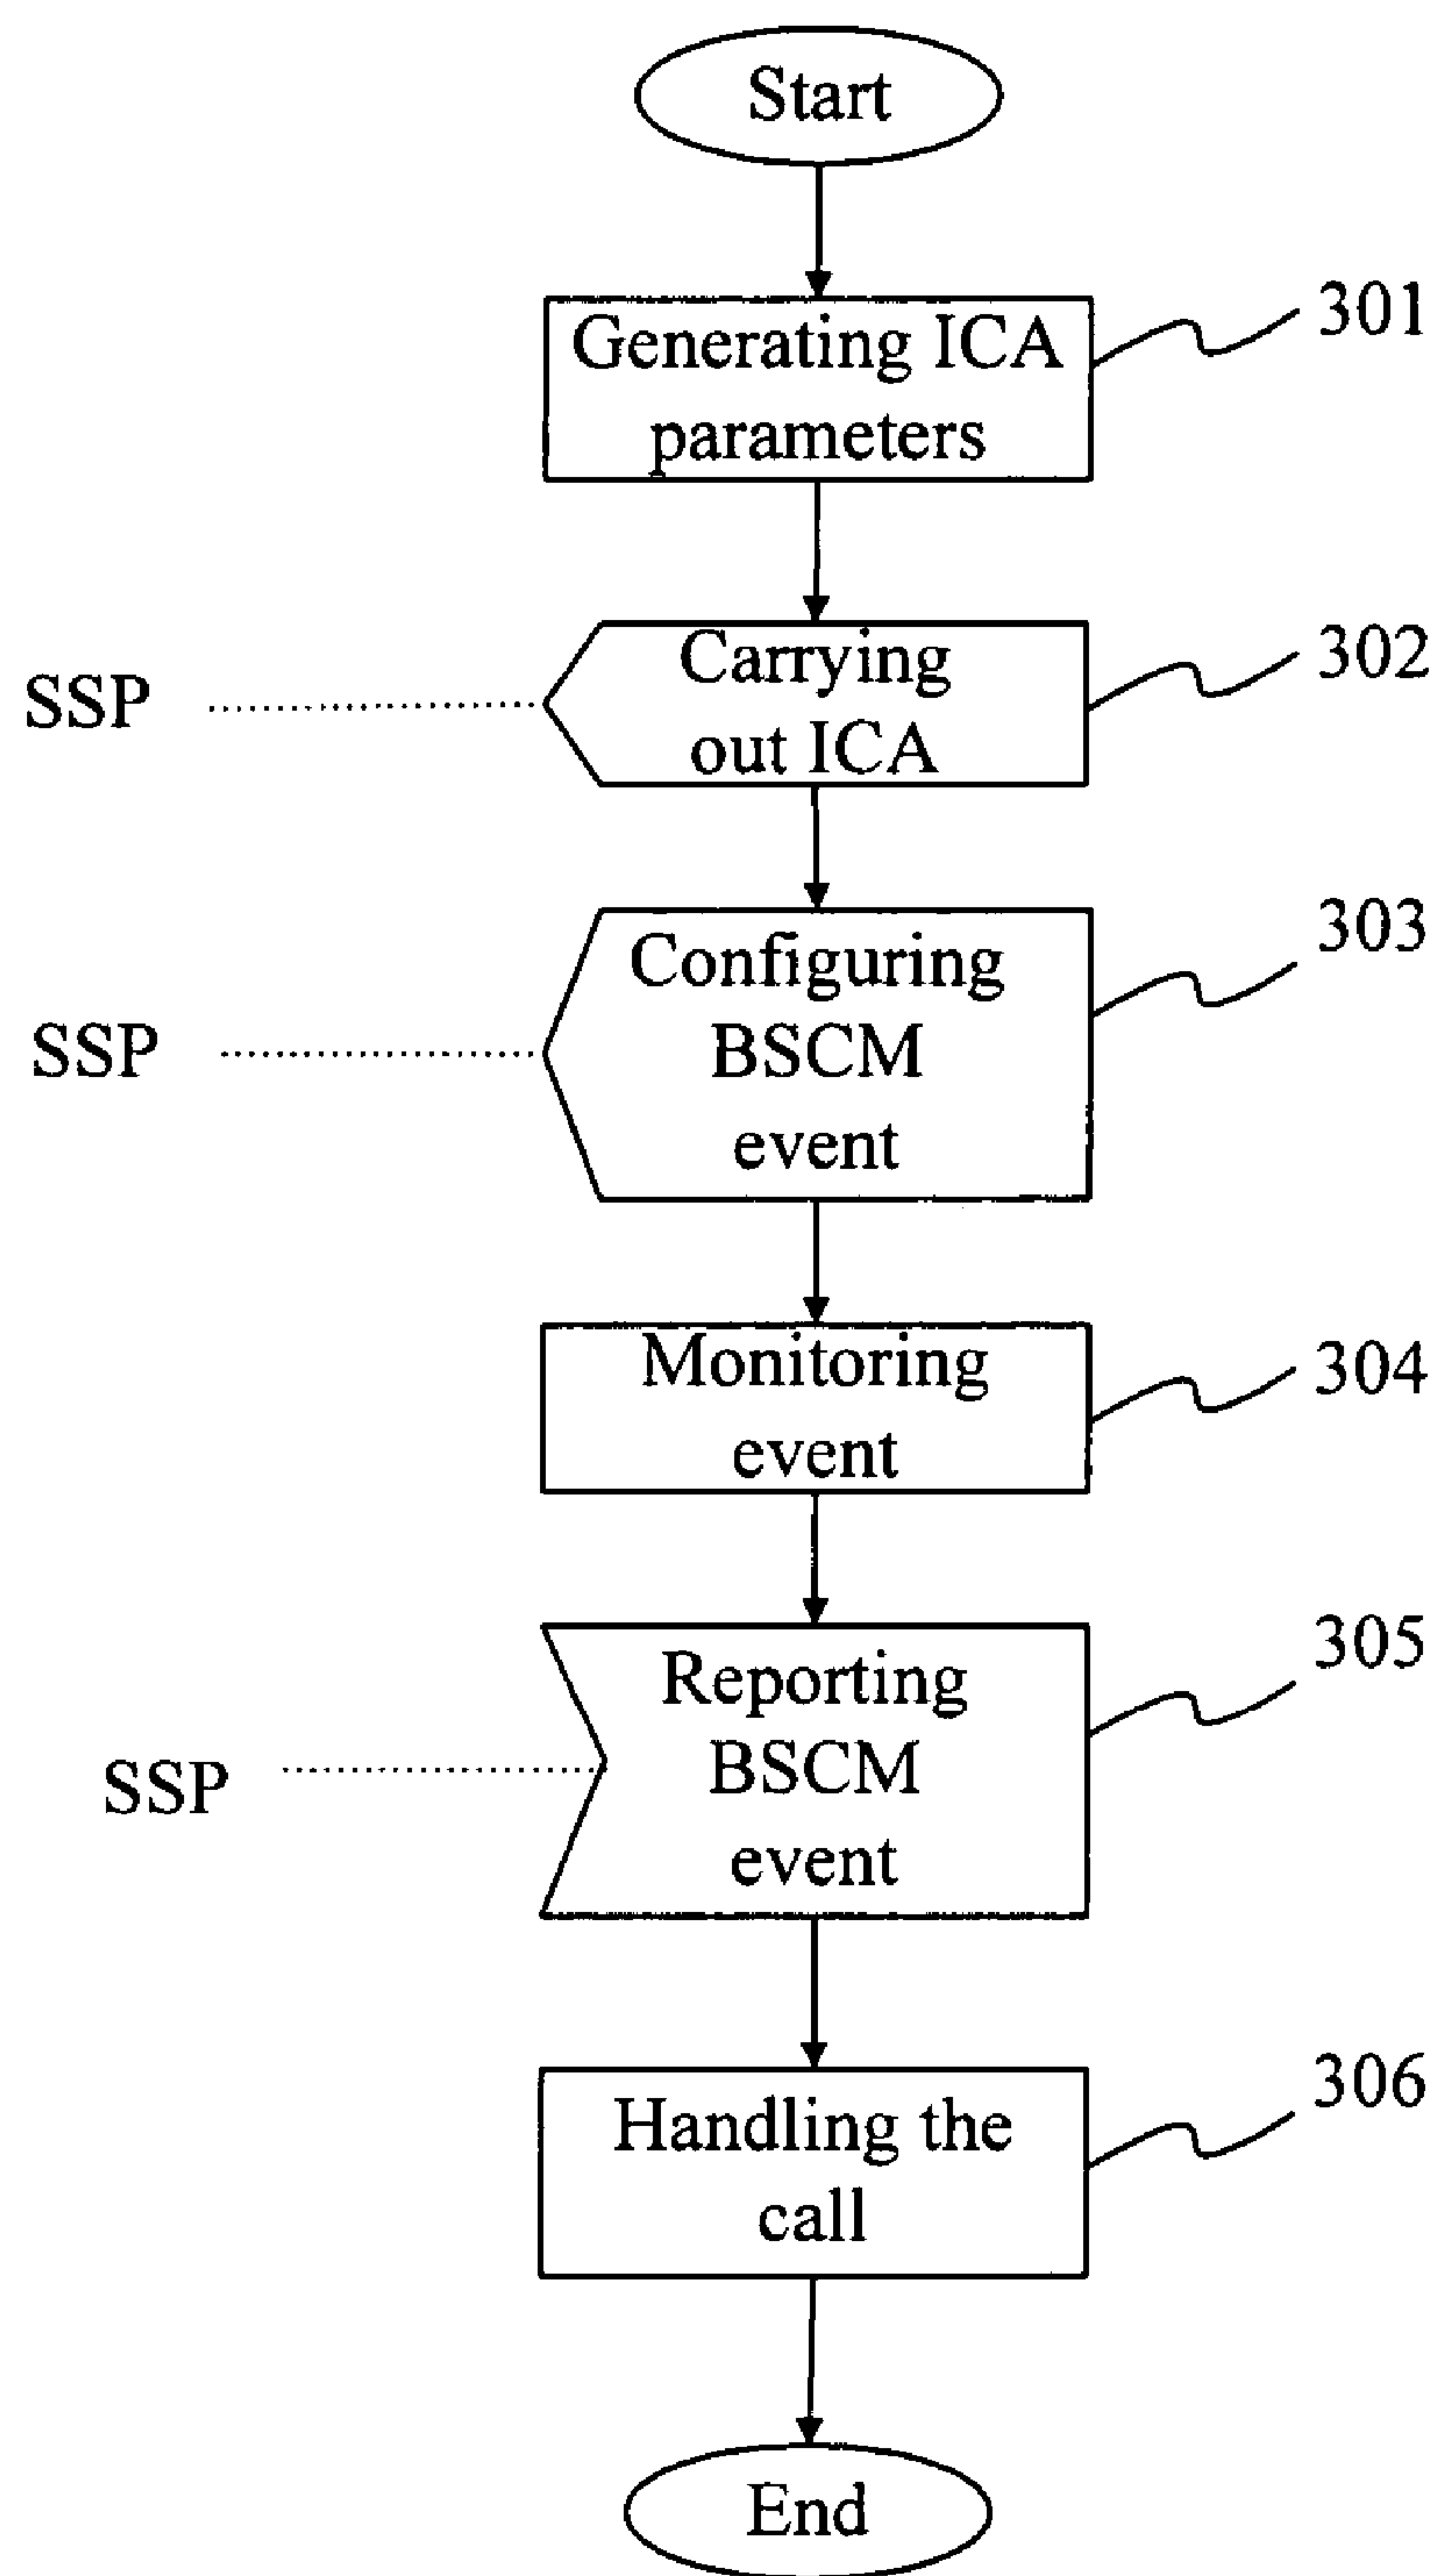 Start
Generating ICA
parameters
301
Carrying
out ICA
302
SSP
Configuring
BSCM
event
303
SSP
Monitoring
event
304
Reporting
BSCM
event
305
SSP
Handling the
call
306
End